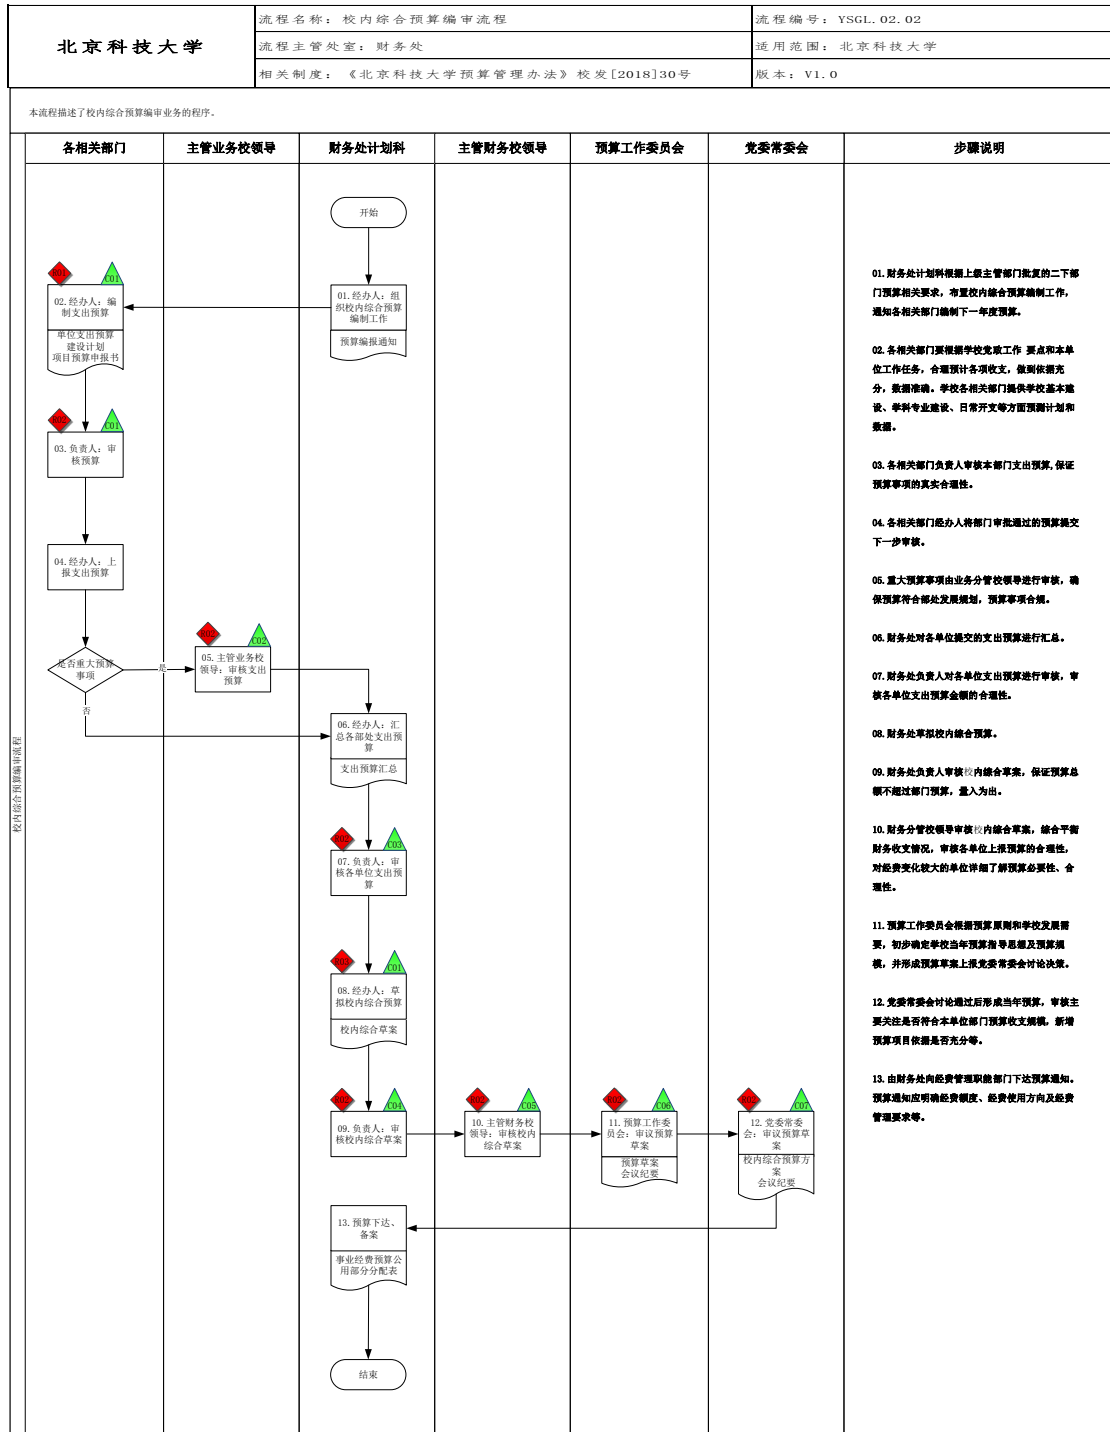 北京科技大学
流程名称：校内综合预算编审流程
流程编号：YSGL.02.02
流程主管处室：财务处
适用范围：北京科技大学
相关制度：《北京科技大学预算管理办法》校发[2018]30号
版本：V1.0
本流程描述了校内综合预算编审业务的程序。
各相关部门
主管业务校领导
财务处计划科
主管财务校领导
预算工作委员会
党委常委会
步骤说明
校内综合预算编审流程
开始
01.经办人：组
织校内综合预算
编制工作
预算编报通知
R01
C01
02.经办人：编
制支出预算
单位支出预算
建设计划
项目预算申报书
R02
C01
03.负责人：审
核预算
04.经办人：上
报支出预算
是否重大预算
事项
是
否
R02
C02
05.主管业务校
领导：审核支出
预算
06.经办人：汇
总各部处支出预
算
支出预算汇总
R02
C03
07.负责人：审
核各单位支出预
算
R03
C01
08.经办人：草
拟校内综合预算
校内综合草案
R02
C04
09.负责人：审
核校内综合草案
R02
C05
10.主管财务校
领导：审核校内
综合草案
R02
C06
11.预算工作委
员会：审议预算
草案
预算草案
会议纪要
R02
C07
12.党委常委
会：审议预算草
案
校内综合预算方
案
会议纪要
13.预算下达、
备案
事业经费预算公
用部分分配表
结束
01.财务处计划科根据上级主管部门批复的二下部
门预算相关要求，布置校内综合预算编制工作，
通知各相关部门编制下一年度预算。
02.各相关部门要根据学校党政工作 要点和本单
位工作任务，合理预计各项收支，做到依据充
分，数据准确。学校各相关部门提供学校基本建
设、学科专业建设、日常开支等方面预测计划和
数据。
03.各相关部门负责人审核本部门支出预算,保证
预算事项的真实合理性。
04.各相关部门经办人将部门审批通过的预算提交
下一步审核。
05.重大预算事项由业务分管校领导进行审核，确
保预算符合部处发展规划，预算事项合规。
06.财务处对各单位提交的支出预算进行汇总。
07.财务处负责人对各单位支出预算进行审核，审
核各单位支出预算金额的合理性。
08.财务处草拟校内综合预算。
09.财务处负责人审核校内综合草案，保证预算总
额不超过部门预算，量入为出。
10.财务分管校领导审核校内综合草案，综合平衡
财务收支情况，审核各单位上报预算的合理性，
对经费变化较大的单位详细了解预算必要性、合
理性。
11.预算工作委员会根据预算原则和学校发展需
要，初步确定学校当年预算指导思想及预算规
模，并形成预算草案上报党委常委会讨论决策。
12.党委常委会讨论通过后形成当年预算，审核主
要关注是否符合本单位部门预算收支规模，新增
预算项目依据是否充分等。
13.由财务处向经费管理职能部门下达预算通知。
预算通知应明确经费额度、经费使用方向及经费
管理要求等。